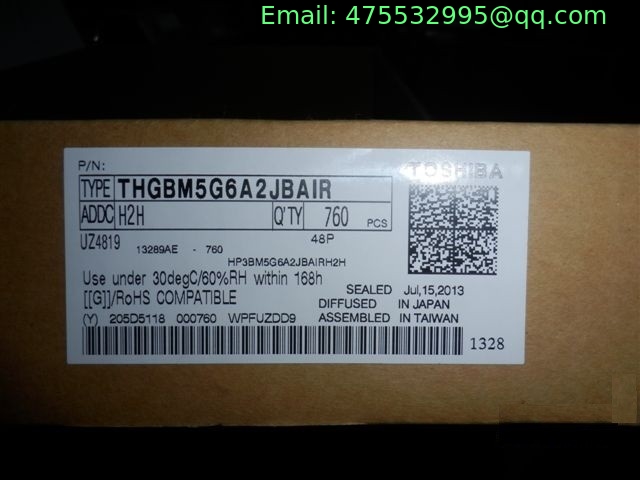 Email: 475532995@qq.com
P/N:
TOSHIBA
TYPE THGBM5G6A2JBAIR
ADDC H2H Q'TY 760 PCS
UZ4819 13289AE - 760 48P
HP3BM5G6A2JBAIRH2H
Use under 30degC/60%RH within 168h
[[G]]/RoHS COMPATIBLE
SEALED Jul,15,2013
DIFFUSED IN JAPAN
ASSEMBLED IN TAIWAN
(Y) 205D5118 000760 WPFUZDD9
1328